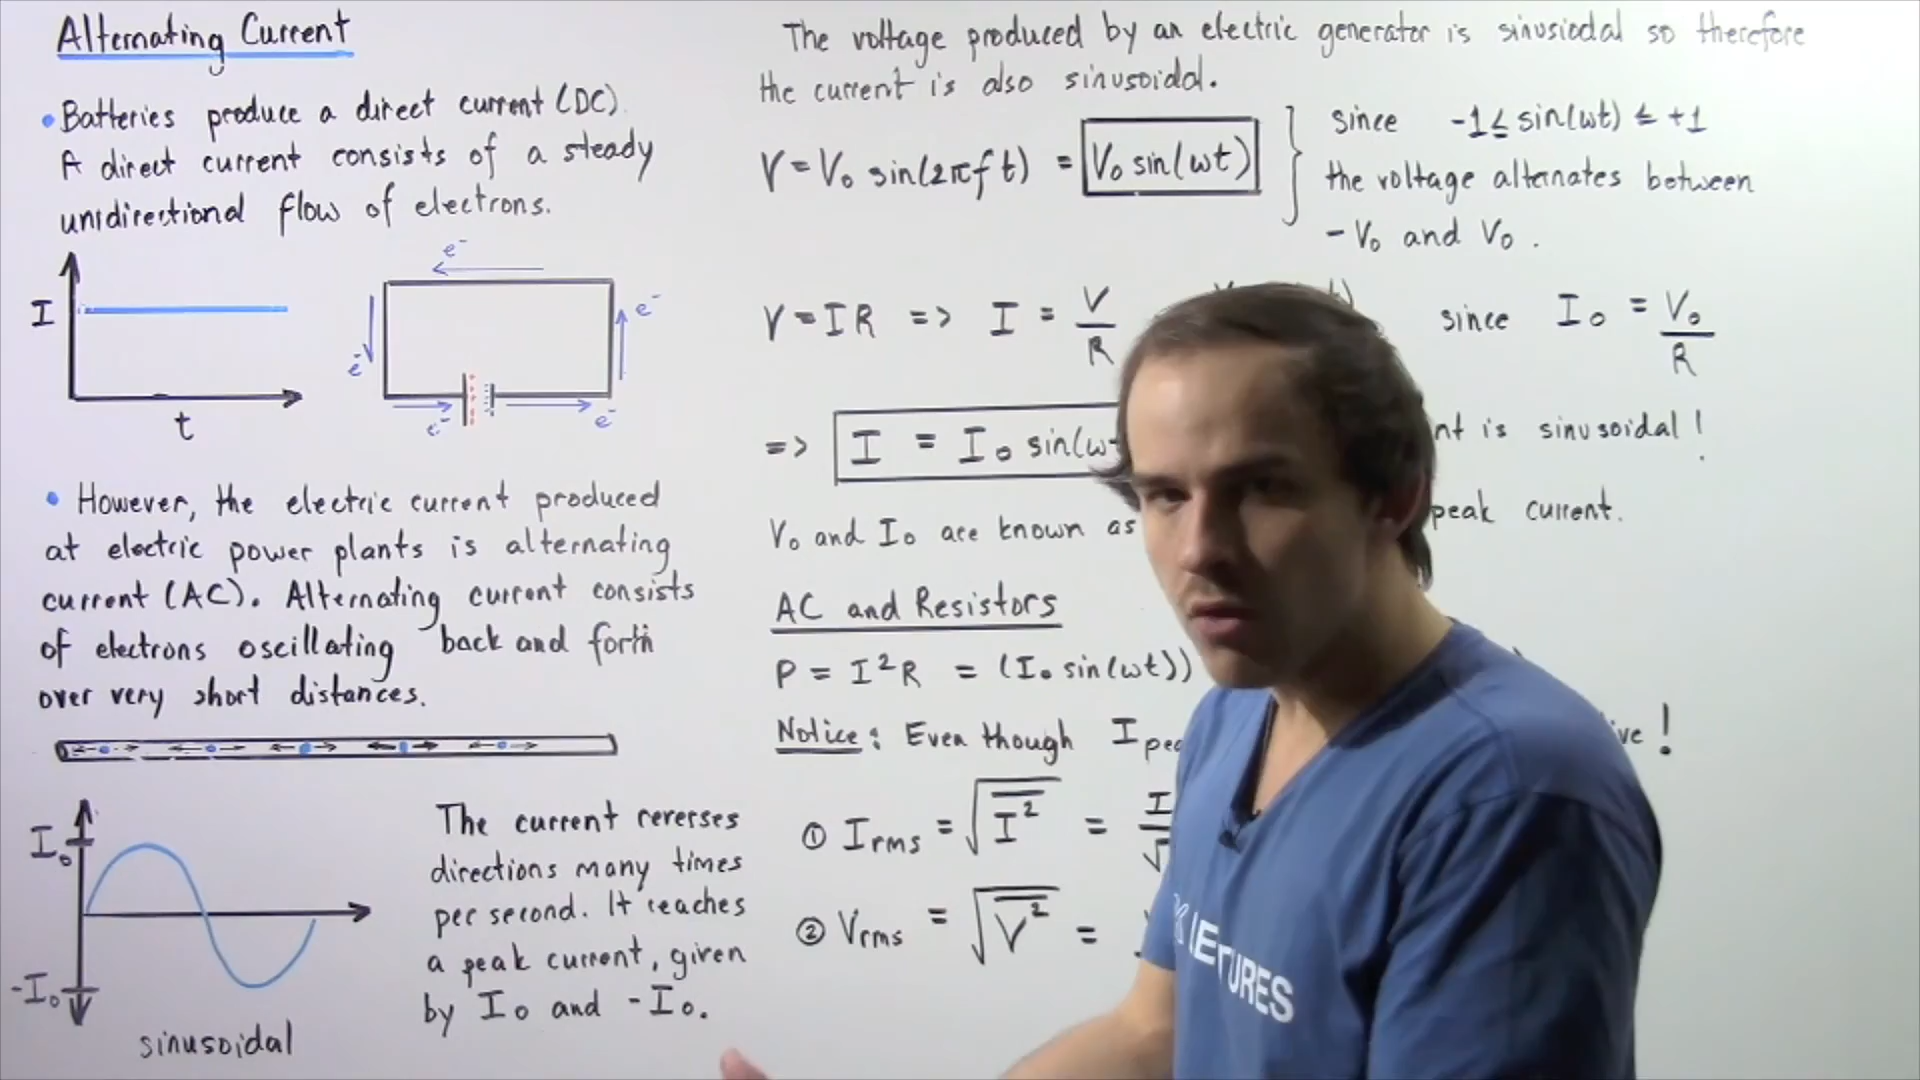 Alternating Current
• Batteries produce a direct current (DC).
A direct current consists of a steady
unidirectional flow of electrons.
e⁻
I
e⁻
e⁻
t
e⁻
e⁻
• However, the electric current produced
at electric power plants is alternating
current (AC). Alternating current consists
of electrons oscillating back and forth
over very short distances.
I₀
-I₀
sinusoidal
The current reverses
directions many times
per second. It reaches
a peak current, given
by I₀ and -I₀.
The voltage produced by an electric generator is sinusiodal so therefore
the current is also sinusoidal.
V = V₀ sin(2πft) = V₀ sin(ωt)
since -1 ≤ sin(ωt) ≤ +1
the voltage alternates between
-V₀ and V₀.
V = IR => I = V/R
since I₀ = V₀/R
=> I = I₀ sin(ω
is sinusoidal!
V₀ and I₀ are known as
peak current.
AC and Resistors
P = I²R = (I₀ sin(ωt))
Notice: Even though I
!
① Irms = √I² =
② Vrms = √V² =